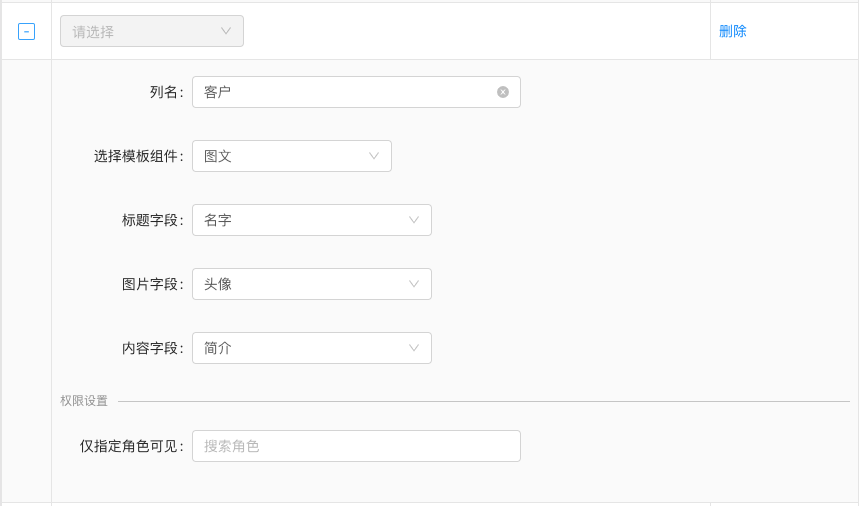 请选择
删除
列名: 客户
选择模板组件: 图文
标题字段: 名字
图片字段: 头像
内容字段: 简介
权限设置
仅指定角色可见: 搜索角色